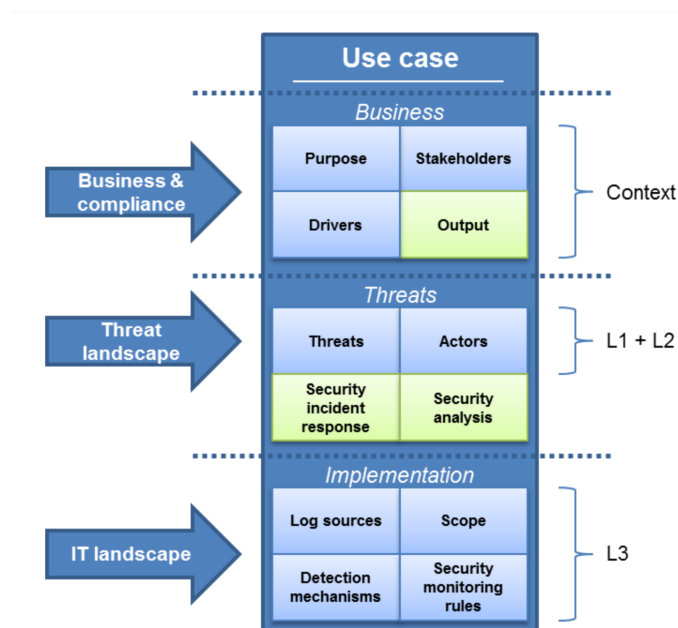 Use case
Business
Business &
compliance
Purpose
Stakeholders
Drivers
Output
Context
Threats
Threat
landscape
Threats
Actors
L1 + L2
Security
incident
response
Security
analysis
Implementation
IT landscape
Log sources
Scope
Detection
mechanisms
Security
monitoring
rules
L3